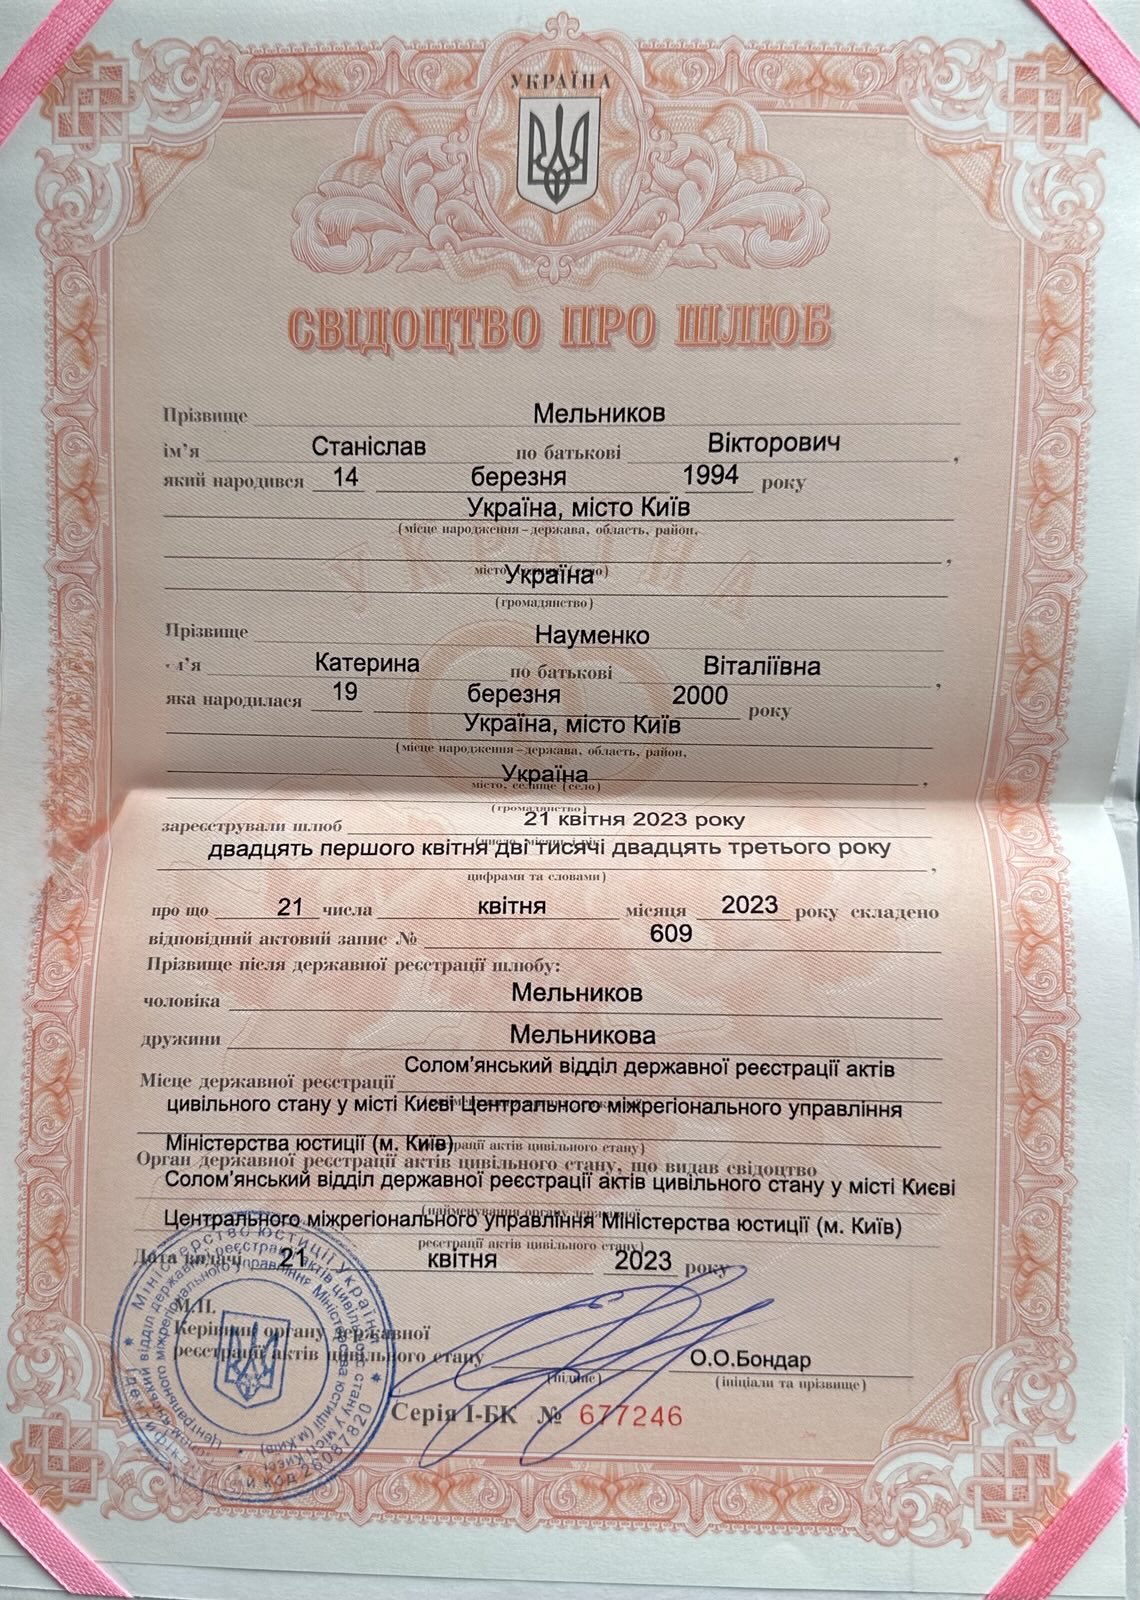 УКРАЇНА
СВІДОЦТВО ПРО ШЛЮБ
Прізвище Мельников
ім’я Станіслав по батькові Вікторович,
який народився 14 березня 1994 року
Україна, місто Київ
(місце народження – держава, область, район,
УКРАЇНА
місто, (село),
Україна
(громадянство)
Прізвище Науменко
м’я Катерина по батькові Віталіївна,
яка народилася 19 березня 2000 року
Україна, місто Київ
(місце народження – держава, область, район,
Україна
місто, селище (село),
(громадянство)
зареєстрували шлюб 21 квітня 2023 року
двадцять першого квітня дві тисячі двадцять третього року,
цифрами та словами)
про що 21 числа квітня місяця 2023 року складено
відповідний актовий запис № 609
Прізвище після державної реєстрації шлюбу:
чоловіка Мельников
дружини Мельникова
Солом’янський відділ державної реєстрації актів
Місце державної реєстрації
цивільного стану у місті Києві Центрального міжрегіонального управління
Міністерства юстиції (м. Київ) актів цивільного стану)
Орган державної реєстрації актів цивільного стану, що видав свідоцтво
Солом’янський відділ державної реєстрації актів цивільного стану у місті Києві
(найменування органу державної
Центрального міжрегіонального управління Міністерства юстиції (м. Київ)
реєстрації актів цивільного стану)
Дата видачі 21 квітня 2023 року
М.П.
Керівник органу державної
реєстрації актів цивільного стану О.О.Бондар
(підпис) (ініціали та прізвище)
Серія І-БК № 677246
Міністерство юстиції України
відділ державної реєстрації актів цивільного стану у місті Києві
Центрального міжрегіонального управління Міністерства юстиції (м. Київ)
код 26087820